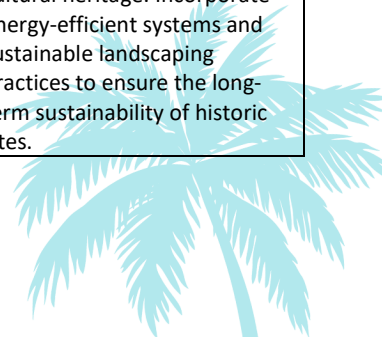 ultural heritage. Incorporate
nergy-efficient systems and
ustainable landscaping
ractices to ensure the long-
erm sustainability of historic
tes.